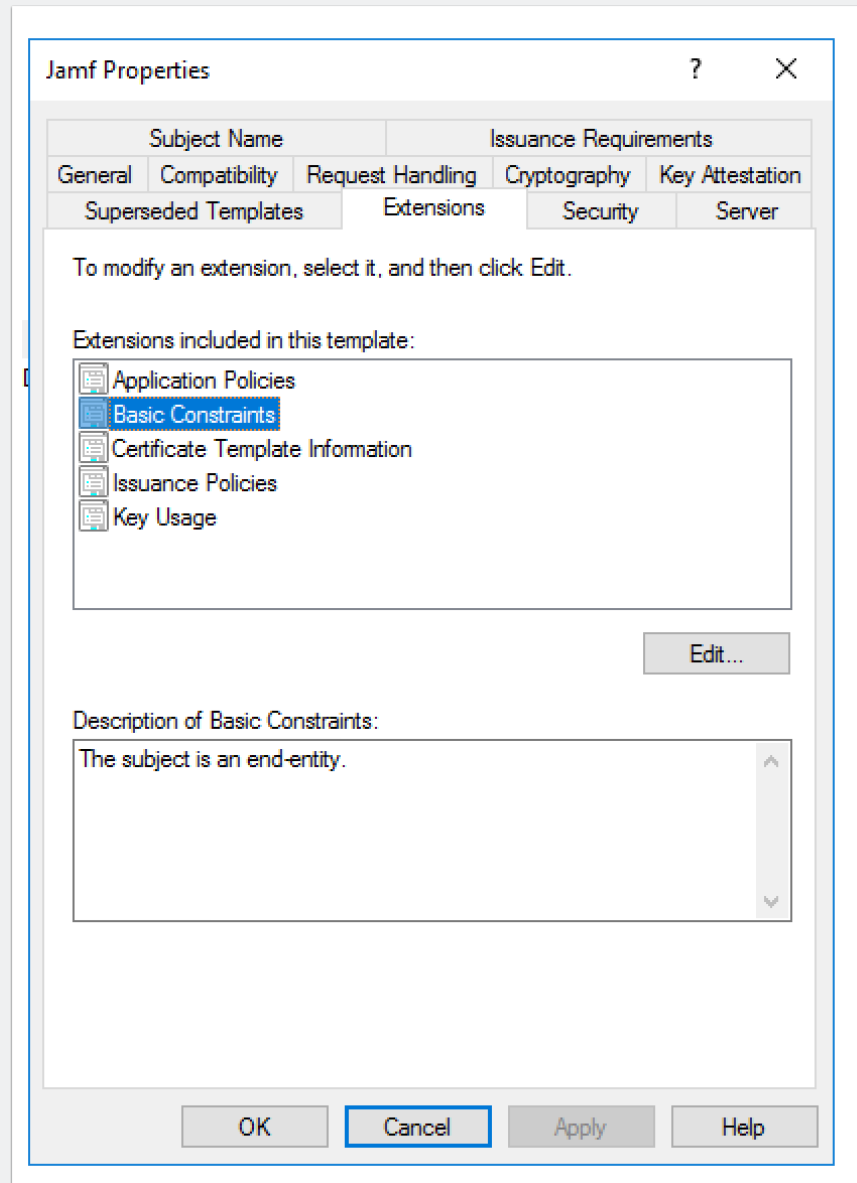 Jamf Properties ?
Subject Name Issuance Requirements
General Compatibility Request Handling Cryptography Key Attestation
Superseded Templates Extensions Security Server
To modify an extension, select it, and then click Edit.
Extensions included in this template:
Application Policies
Basic Constraints
Certificate Template Information
Issuance Policies
Key Usage
Edit...
Description of Basic Constraints:
The subject is an end-entity.
OK Cancel Apply Help